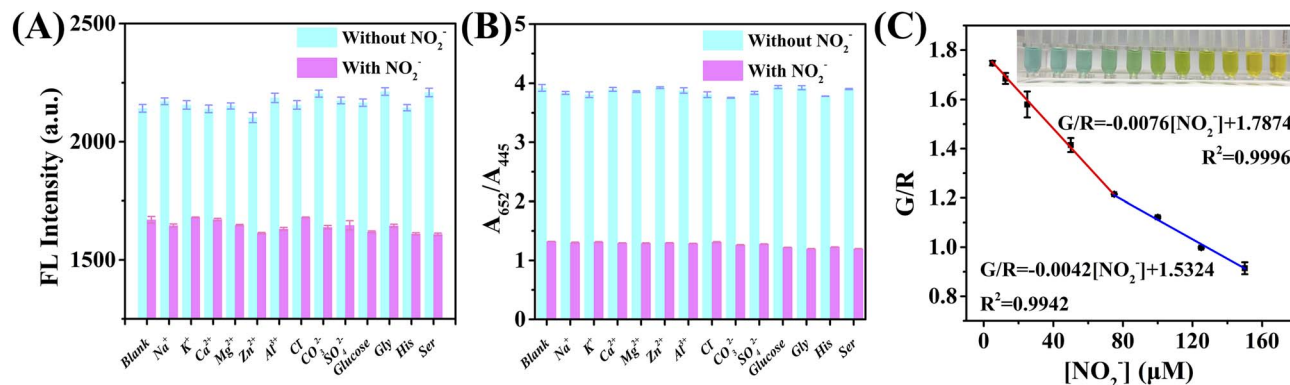 (A)
FL Intensity (a.u.)
2500
2000
1500
Without NO₂⁻
With NO₂⁻
Blank
Na⁺
K⁺
Ca²⁺
Mg²⁺
Zn²⁺
Al³⁺
Cl⁻
CO₃²⁻
SO₄²⁻
Glucose
Gly
His
Ser
(B)
A₆₅₂/A₄₄₅
5
4
3
2
1
0
Without NO₂⁻
With NO₂⁻
Blank
Na⁺
K⁺
Ca²⁺
Mg²⁺
Zn²⁺
Al³⁺
Cl⁻
CO₃²⁻
SO₄²⁻
Glucose
Gly
His
Ser
(C)
G/R
1.8
1.6
1.4
1.2
1.0
0.8
G/R=-0.0076[NO₂⁻]+1.7874
R²=0.9996
G/R=-0.0042[NO₂⁻]+1.5324
R²=0.9942
0
40
80
120
160
[NO₂⁻] (μM)